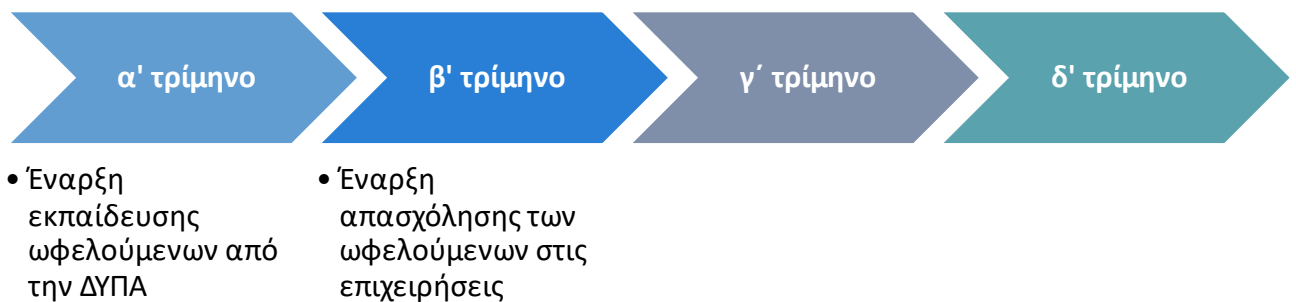 α' τρίμηνο
β' τρίμηνο
γ΄ τρίμηνο
δ' τρίμηνο
• Έναρξη
εκπαίδευσης
ωφελούμενων από
την ΔΥΠΑ
• Έναρξη
απασχόλησης των
ωφελούμενων στις
επιχειρήσεις